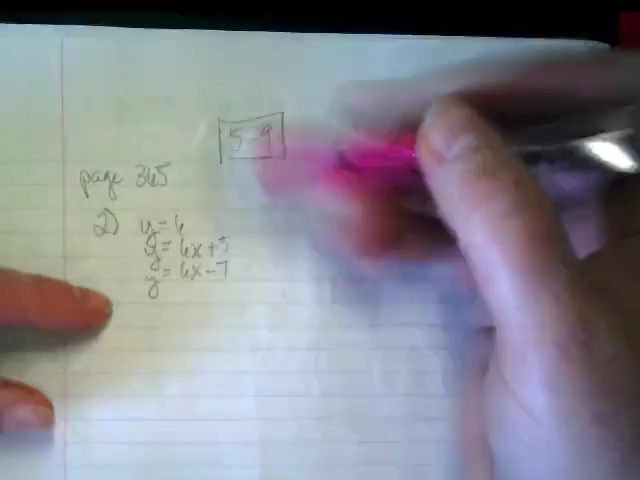 5-9
page 365
2) y = 6
y = 6x + 5
y = 6x - 7